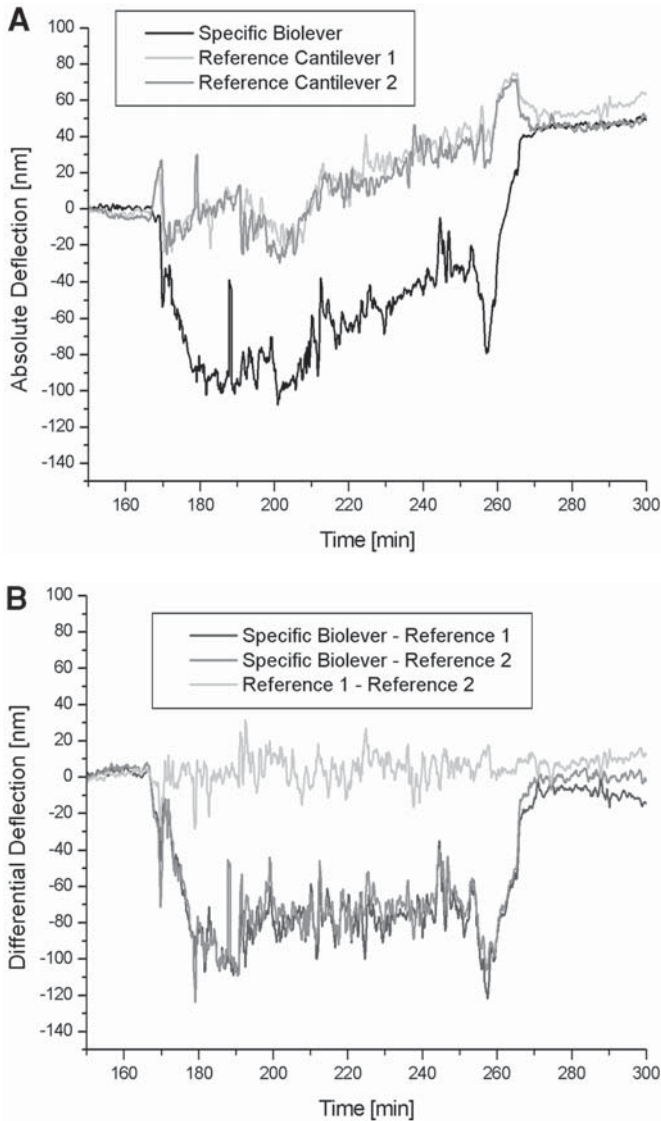 A
Specific Biolever
Reference Cantilever 1
Reference Cantilever 2
Absolute Deflection [nm]
100
80
60
40
20
0
-20
-40
-60
-80
-100
-120
-140
160 180 200 220 240 260 280 300
Time [min]
B
Specific Biolever - Reference 1
Specific Biolever - Reference 2
Reference 1 - Reference 2
Differential Deflection [nm]
100
80
60
40
20
0
-20
-40
-60
-80
-100
-120
-140
160 180 200 220 240 260 280 300
Time [min]